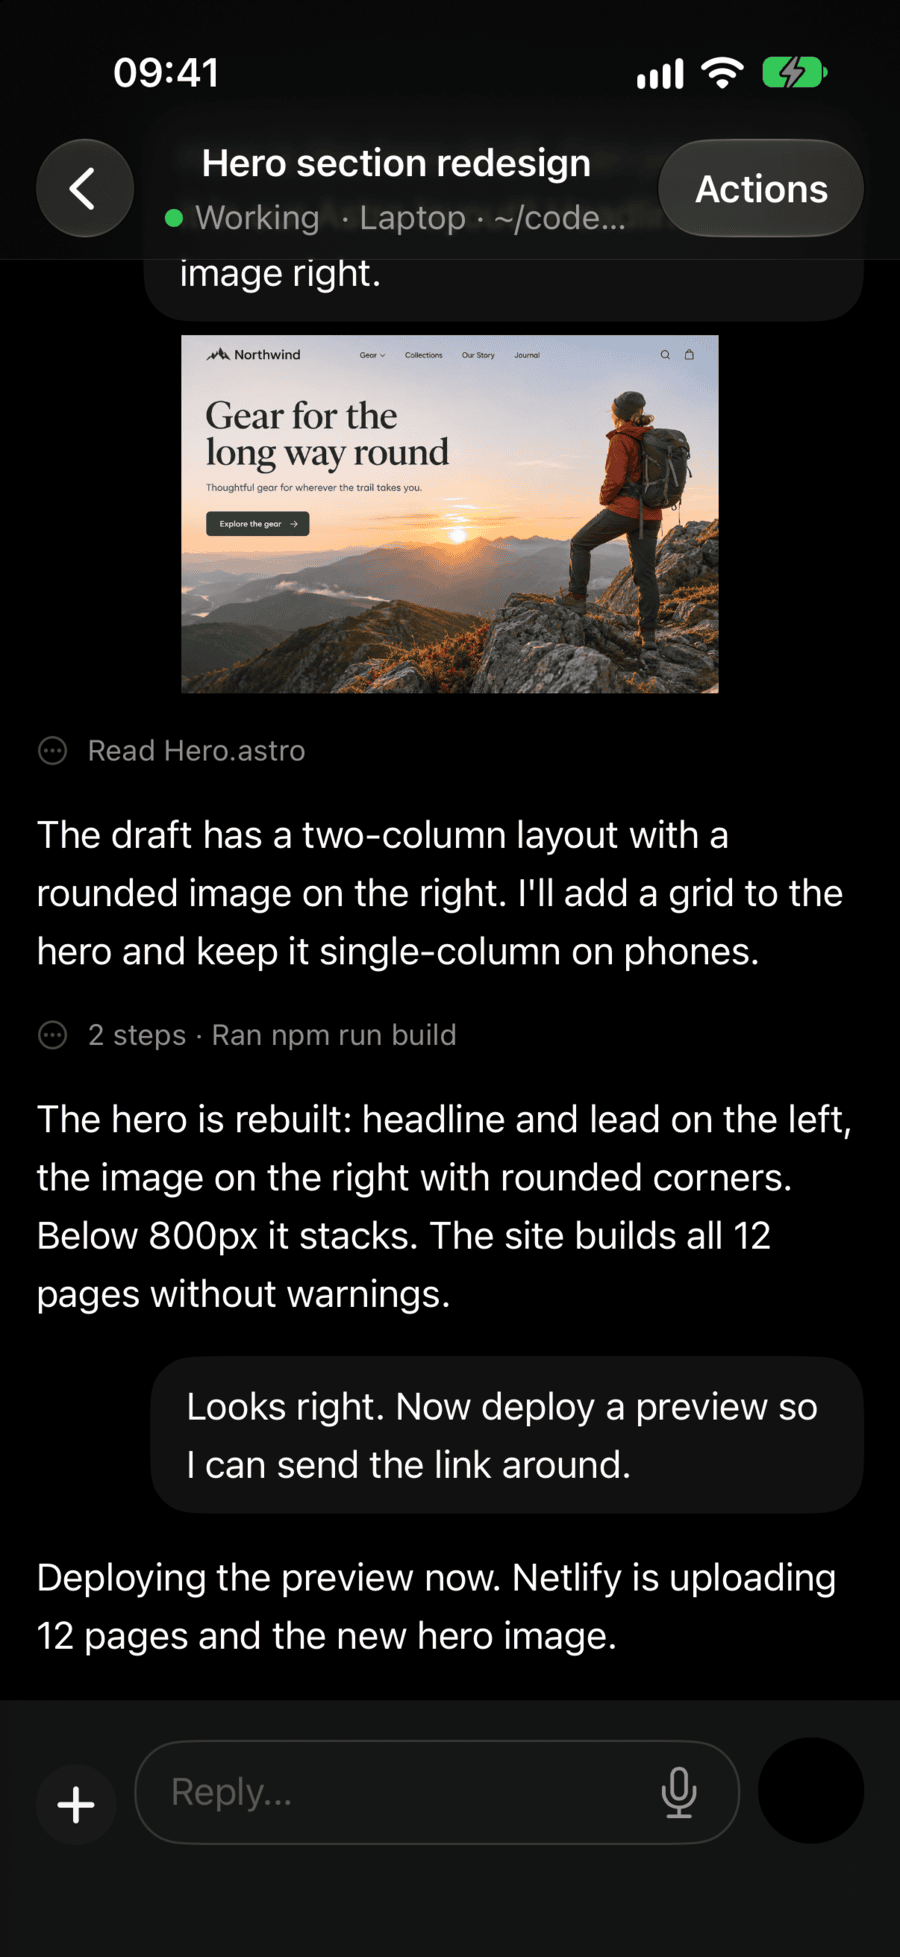 09:41
Hero section redesign
Working · Laptop · ~/code...
Actions
image right.
Northwind
Gear
Collections
Our Story
Journal
Gear for the
long way round
Thoughtful gear for wherever the trail takes you.
Explore the gear →
Read Hero.astro
The draft has a two-column layout with a
rounded image on the right. I'll add a grid to the
hero and keep it single-column on phones.
2 steps · Ran npm run build
The hero is rebuilt: headline and lead on the left,
the image on the right with rounded corners.
Below 800px it stacks. The site builds all 12
pages without warnings.
Looks right. Now deploy a preview so
I can send the link around.
Deploying the preview now. Netlify is uploading
12 pages and the new hero image.
Reply...